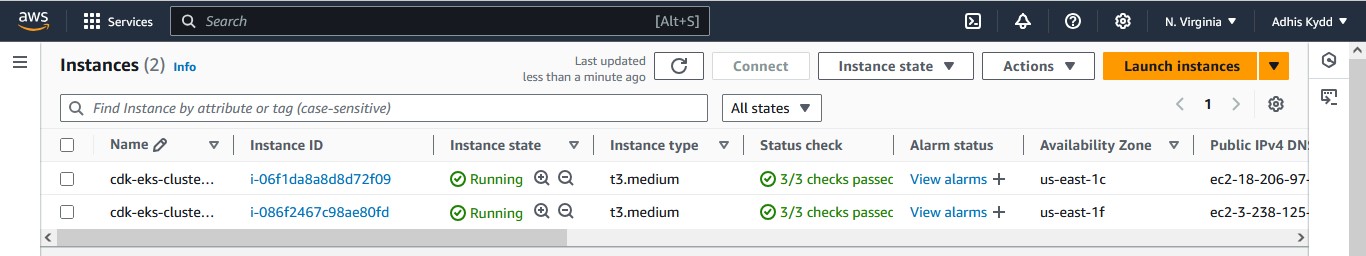 aws Services Search [Alt+S] N. Virginia Adhis Kydd
Instances (2) Info
Last updated
less than a minute ago
Connect Instance state Actions Launch instances
Find Instance by attribute or tag (case-sensitive) All states 1
Name Instance ID Instance state Instance type Status check Alarm status Availability Zone Public IPv4 DNS
cdk-eks-cluste... i-06f1da8a8d8d72f09 Running t3.medium 3/3 checks passed View alarms + us-east-1c ec2-18-206-97-
cdk-eks-cluste... i-086f2467c98ae80fd Running t3.medium 3/3 checks passed View alarms + us-east-1f ec2-3-238-125-